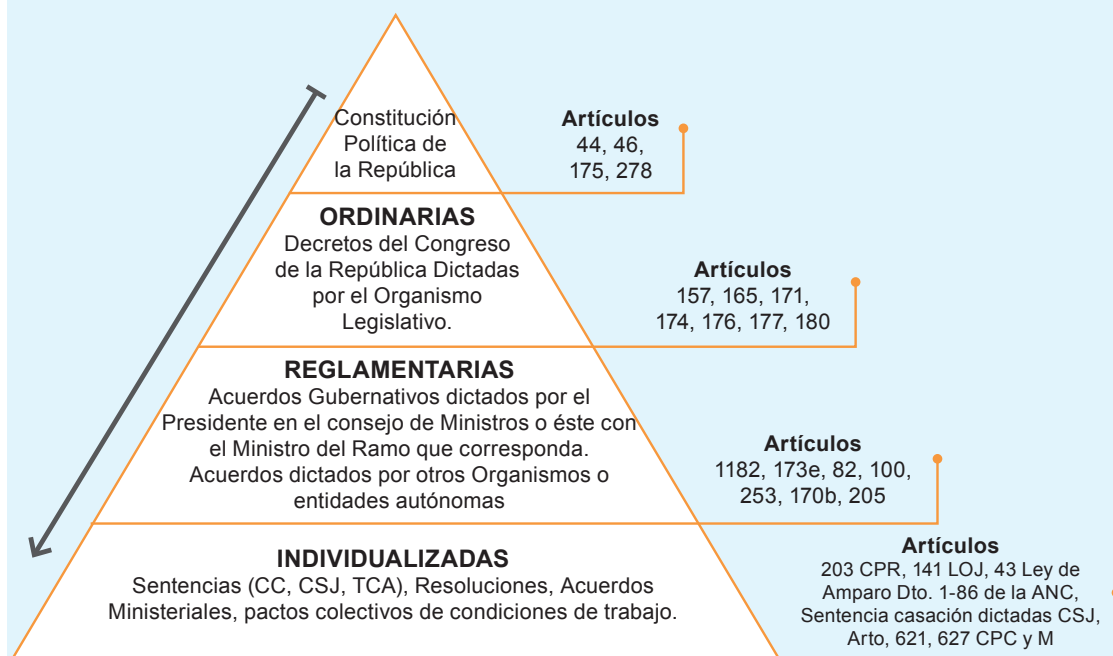 Constitución
Política de
la República
Artículos
44, 46,
175, 278
ORDINARIAS
Decretos del Congreso
de la República Dictadas
por el Organismo
Legislativo.
Artículos
157, 165, 171,
174, 176, 177, 180
REGLAMENTARIAS
Acuerdos Gubernativos dictados por el
Presidente en el consejo de Ministros o éste con
el Ministro del Ramo que corresponda.
Acuerdos dictados por otros Organismos o
entidades autónomas
Artículos
1182, 173e, 82, 100,
253, 170b, 205
INDIVIDUALIZADAS
Sentencias (CC, CSJ, TCA), Resoluciones, Acuerdos
Ministeriales, pactos colectivos de condiciones de trabajo.
Artículos
203 CPR, 141 LOJ, 43 Ley de
Amparo Dto. 1-86 de la ANC,
Sentencia casación dictadas CSJ,
Arto, 621, 627 CPC y M